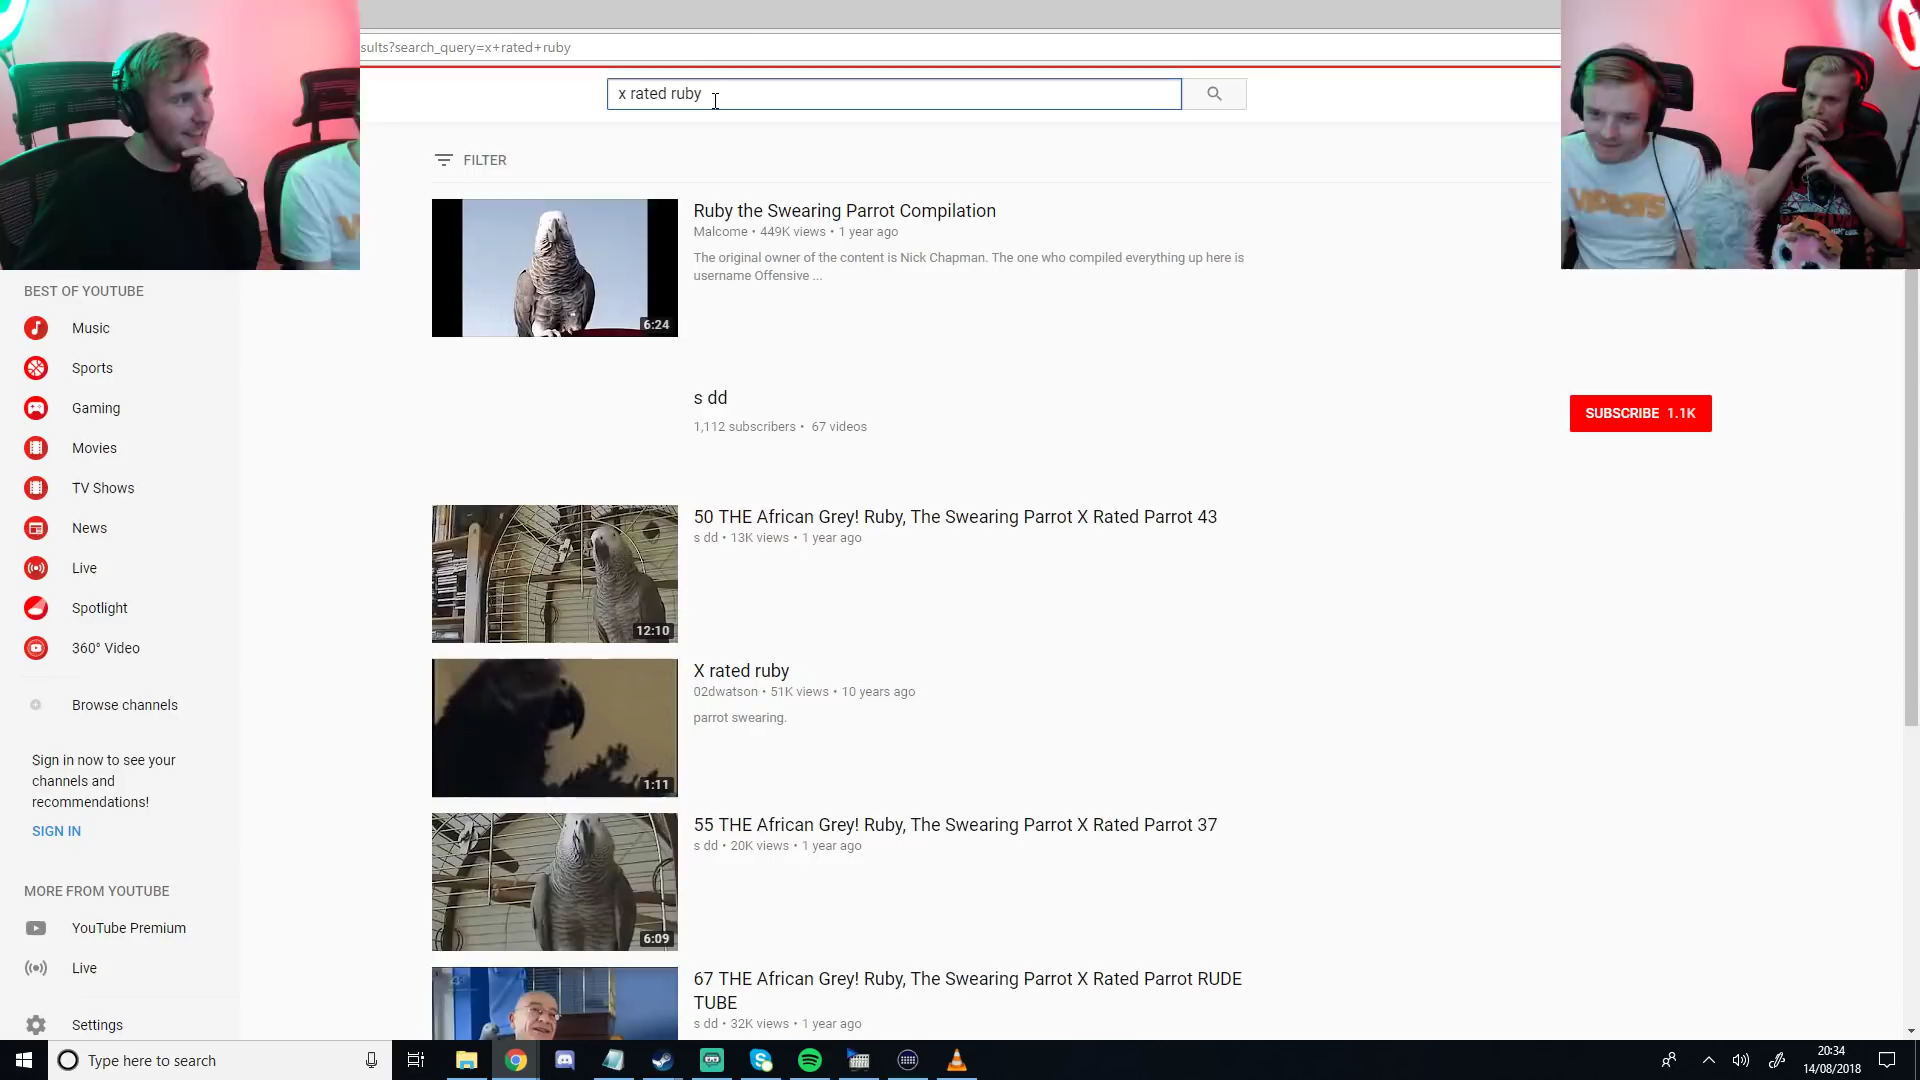 sults?search_query=x+rated+ruby
x rated ruby
FILTER
Ruby the Swearing Parrot Compilation
Malcome • 449K views • 1 year ago
The original owner of the content is Nick Chapman. The one who compiled everything up here is
username Offensive ...
6:24
s dd
1,112 subscribers • 67 videos
SUBSCRIBE 1.1K
50 THE African Grey! Ruby, The Swearing Parrot X Rated Parrot 43
s dd • 13K views • 1 year ago
12:10
X rated ruby
02dwatson • 51K views • 10 years ago
parrot swearing.
1:11
55 THE African Grey! Ruby, The Swearing Parrot X Rated Parrot 37
s dd • 20K views • 1 year ago
6:09
67 THE African Grey! Ruby, The Swearing Parrot X Rated Parrot RUDE
TUBE
s dd • 32K views • 1 year ago
BEST OF YOUTUBE
Music
Sports
Gaming
Movies
TV Shows
News
Live
Spotlight
360° Video
Browse channels
Sign in now to see your
channels and
recommendations!
SIGN IN
MORE FROM YOUTUBE
YouTube Premium
Live
Settings
Type here to search
20:34
14/08/2018